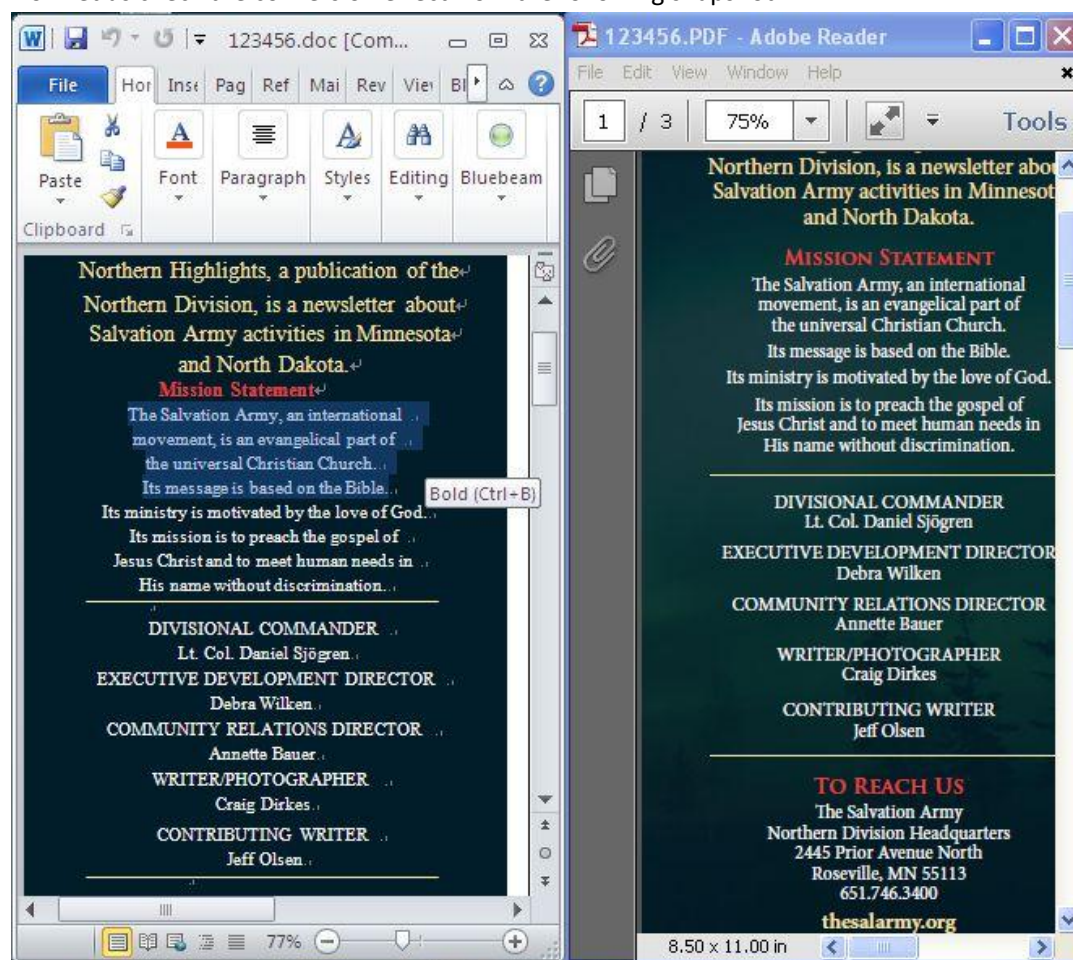 123456.doc [Com...
File Hor Inse Pag Ref Mai Rev Viev Bl
Paste Font Paragraph Styles Editing Bluebeam
Clipboard
Northern Highlights, a publication of the
Northern Division, is a newsletter about
Salvation Army activities in Minnesota
and North Dakota.
Mission Statement
The Salvation Army, an international
movement, is an evangelical part of
the universal Christian Church.
Its message is based on the Bible.
Bold (Ctrl+B)
Its ministry is motivated by the love of God.
Its mission is to preach the gospel of
Jesus Christ and to meet human needs in
His name without discrimination.
DIVISIONAL COMMANDER
Lt. Col. Daniel Sjögren
EXECUTIVE DEVELOPMENT DIRECTOR
Debra Wilken
COMMUNITY RELATIONS DIRECTOR
Annette Bauer
WRITER/PHOTOGRAPHER
Craig Dirkes
CONTRIBUTING WRITER
Jeff Olsen
77%
123456.PDF - Adobe Reader
File Edit View Window Help
1 / 3 75% Tools
Northern Division, is a newsletter abou
Salvation Army activities in Minnesot
and North Dakota.
MISSION STATEMENT
The Salvation Army, an international
movement, is an evangelical part of
the universal Christian Church.
Its message is based on the Bible.
Its ministry is motivated by the love of God.
Its mission is to preach the gospel of
Jesus Christ and to meet human needs in
His name without discrimination.
DIVISIONAL COMMANDER
Lt. Col. Daniel Sjögren
EXECUTIVE DEVELOPMENT DIRECTOR
Debra Wilken
COMMUNITY RELATIONS DIRECTOR
Annette Bauer
WRITER/PHOTOGRAPHER
Craig Dirkes
CONTRIBUTING WRITER
Jeff Olsen
TO REACH US
The Salvation Army
Northern Division Headquarters
2445 Prior Avenue North
Roseville, MN 55113
651.746.3400
thesalarmy.org
8.50 x 11.00 in